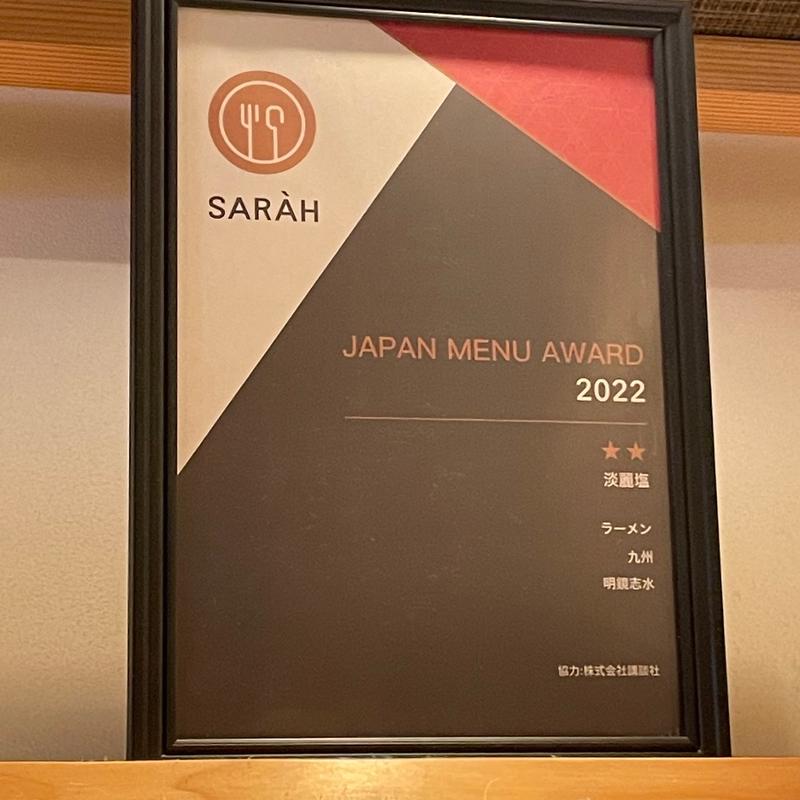 SARÀH
JAPAN MENU AWARD
2022
★★
淡麗塩
ラーメン
九州
明鏡志水
協力:株式会社講談社